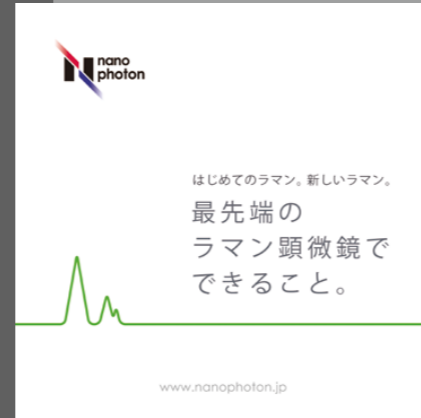 nano
photon
はじめてのラマン。新しいラマン。
最先端の
ラマン顕微鏡で
できること。
www.nanophoton.jp